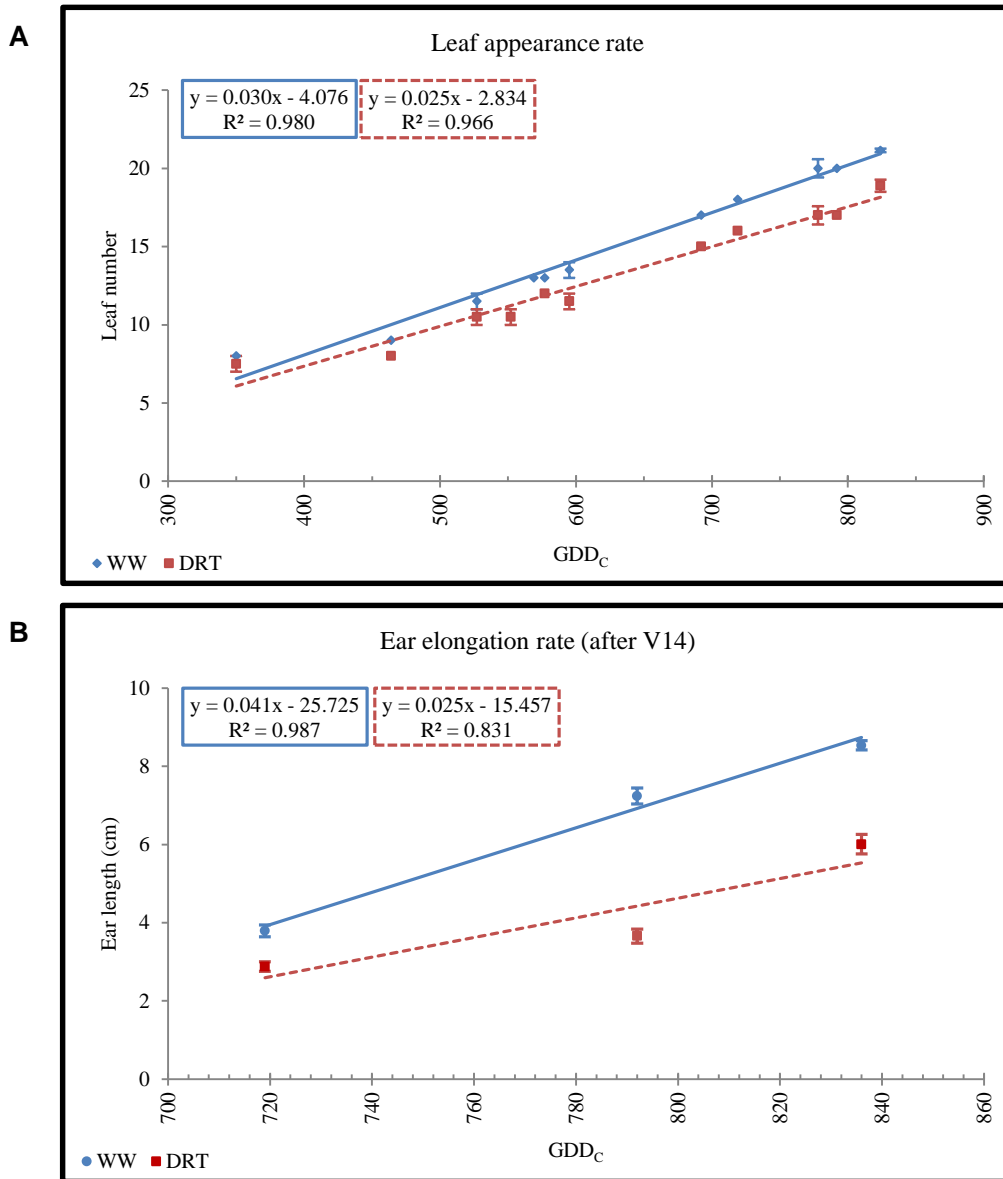 A
Leaf appearance rate
y = 0.030x - 4.076
R² = 0.980
y = 0.025x - 2.834
R² = 0.966
25
20
15
10
5
0
Leaf number
300 400 500 600 700 800 900
GDD_C
WW DRT
B
Ear elongation rate (after V14)
y = 0.041x - 25.725
R² = 0.987
y = 0.025x - 15.457
R² = 0.831
10
8
6
4
2
0
Ear length (cm)
700 720 740 760 780 800 820 840 860
GDD_C
WW DRT